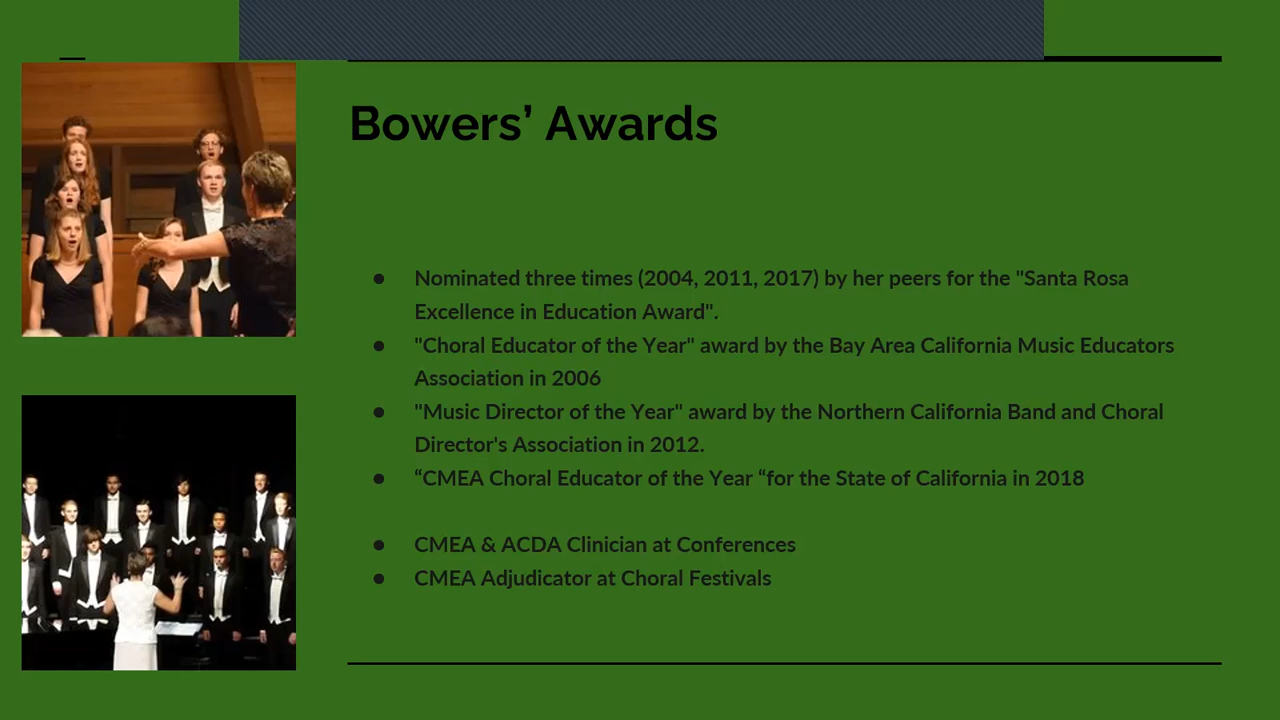 Bowers’ Awards
● Nominated three times (2004, 2011, 2017) by her peers for the "Santa Rosa
Excellence in Education Award".
● "Choral Educator of the Year" award by the Bay Area California Music Educators
Association in 2006
● "Music Director of the Year" award by the Northern California Band and Choral
Director's Association in 2012.
● “CMEA Choral Educator of the Year “for the State of California in 2018
● CMEA & ACDA Clinician at Conferences
● CMEA Adjudicator at Choral Festivals